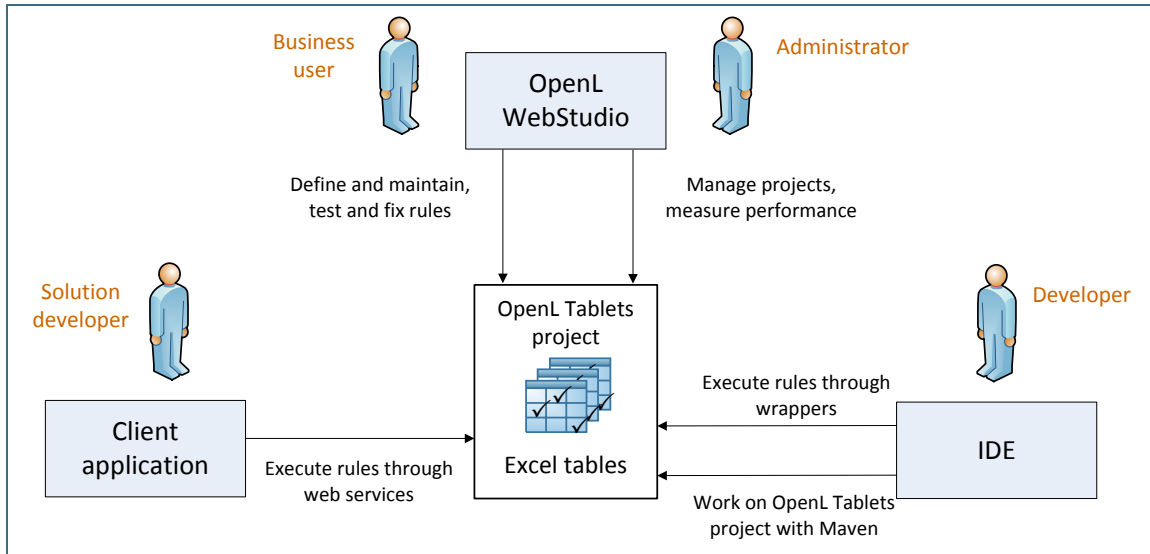 Business
user
OpenL
WebStudio
Administrator
Define and maintain,
test and fix rules
Manage projects,
measure performance
Solution
developer
OpenL Tablets
project
Developer
Execute rules through
wrappers
Client
application
Execute rules through
web services
Excel tables
IDE
Work on OpenL Tablets
project with Maven